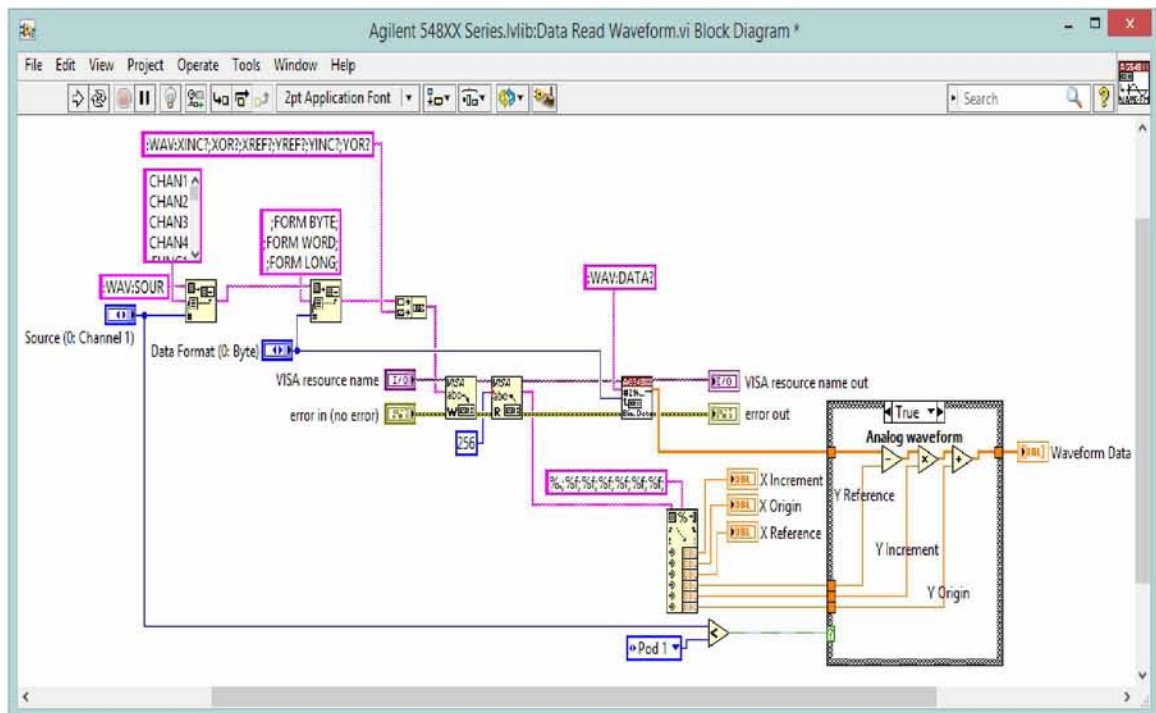 Agilent 548XX Series.lvlib:Data Read Waveform.vi Block Diagram *
File Edit View Project Operate Tools Window Help
2pt Application Font
Search
:WAV:XINC?;XOR?;XREF?;YREF?;YINC?;YOR?
CHAN1
CHAN2
CHAN3
CHAN4
;FORM BYTE;
;FORM WORD;
;FORM LONG;
:WAV:SOUR
:WAV:DATA?
Source (0: Channel 1)
Data Format (0: Byte)
VISA resource name
VISA resource name out
error in (no error)
error out
VISA
abc
W
VISA
abc
R
256
True
Analog waveform
Waveform Data
%.;%f;%f;%f;%f;%f;%f;
X Increment
X Origin
X Reference
Y Reference
Y Increment
Y Origin
Pod 1